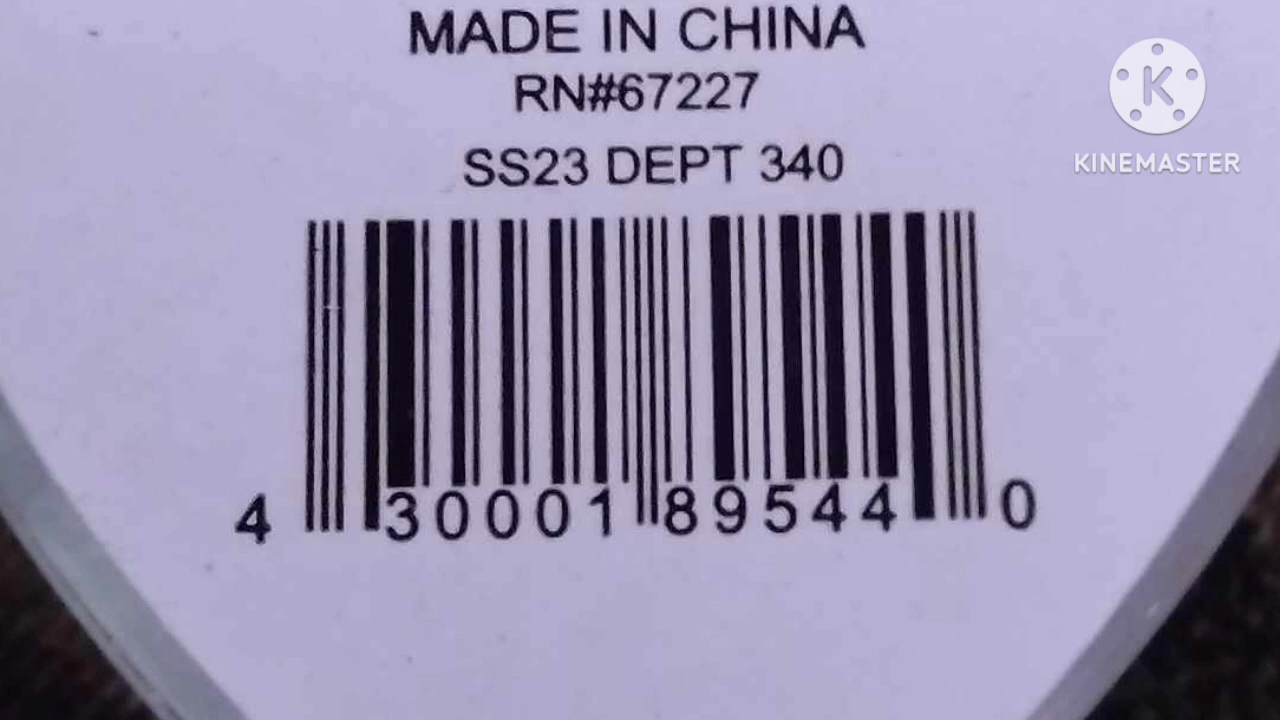 MADE IN CHINA
RN#67227
SS23 DEPT 340
4 30001 89544 0
K
KINEMASTER